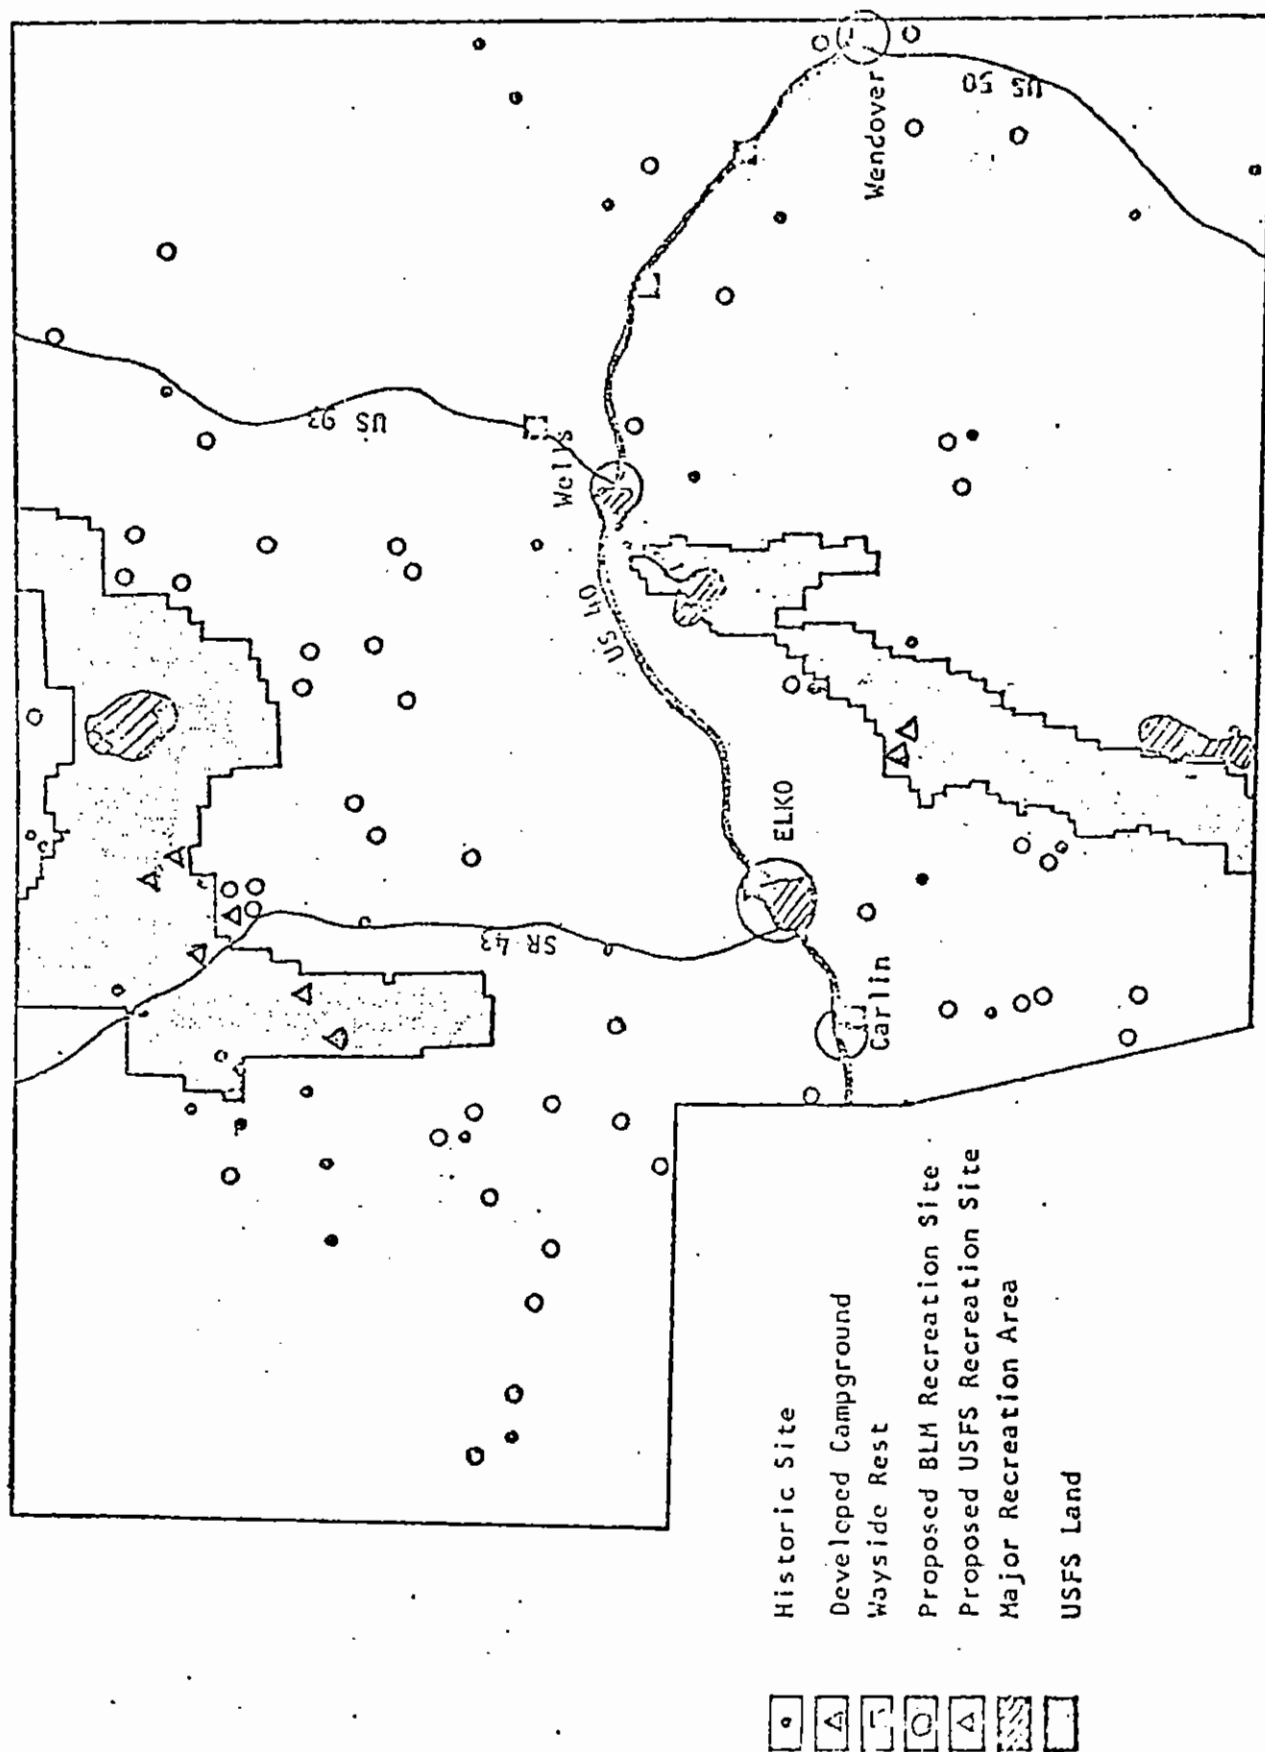 US 93
Wells
US 40
Wendover
US 50
SR 43
ELKO
Carlin
Historic Site
Developed Campground
Wayside Rest
Proposed BLM Recreation Site
Proposed USFS Recreation Site
Major Recreation Area
USFS Land